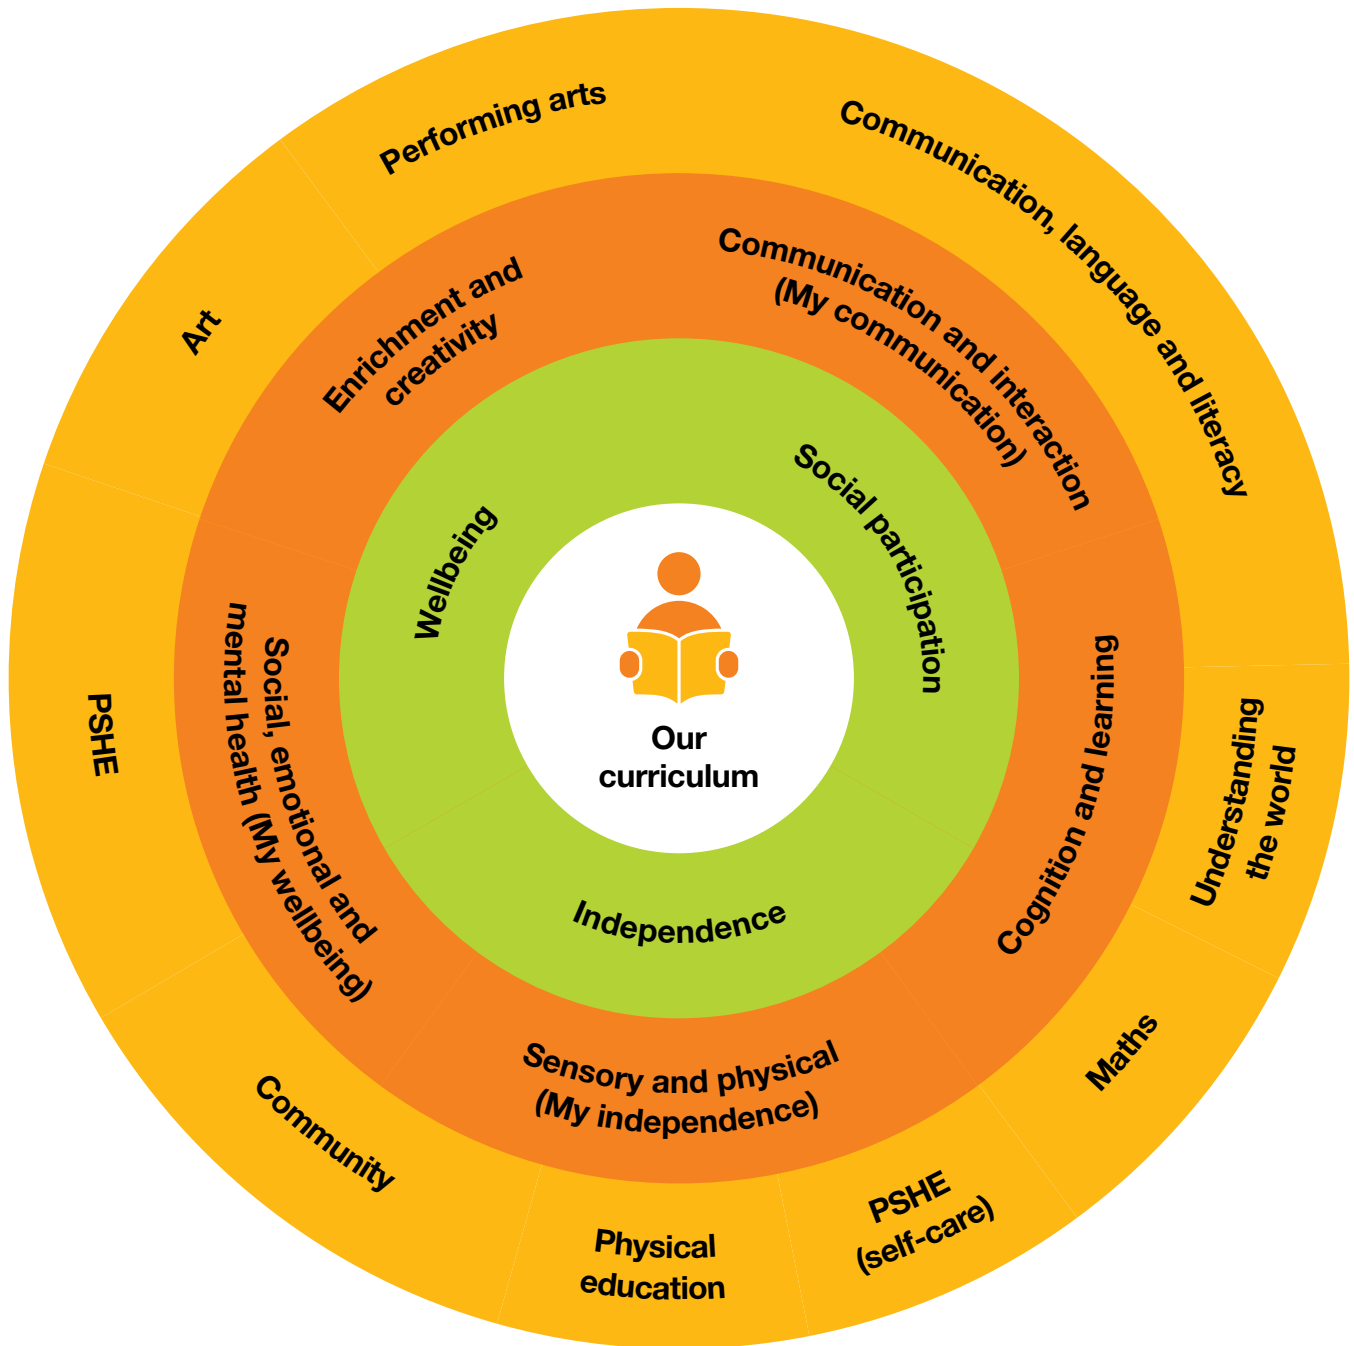 Our
curriculum
Wellbeing
Social participation
Independence
Enrichment and
creativity
Communication and interaction
(My communication)
Cognition and learning
Sensory and physical
(My independence)
Social, emotional and
mental health (My wellbeing)
Performing arts
Communication, language and literacy
Understanding
the world
Maths
PSHE
(self-care)
Physical
education
Community
PSHE
Art